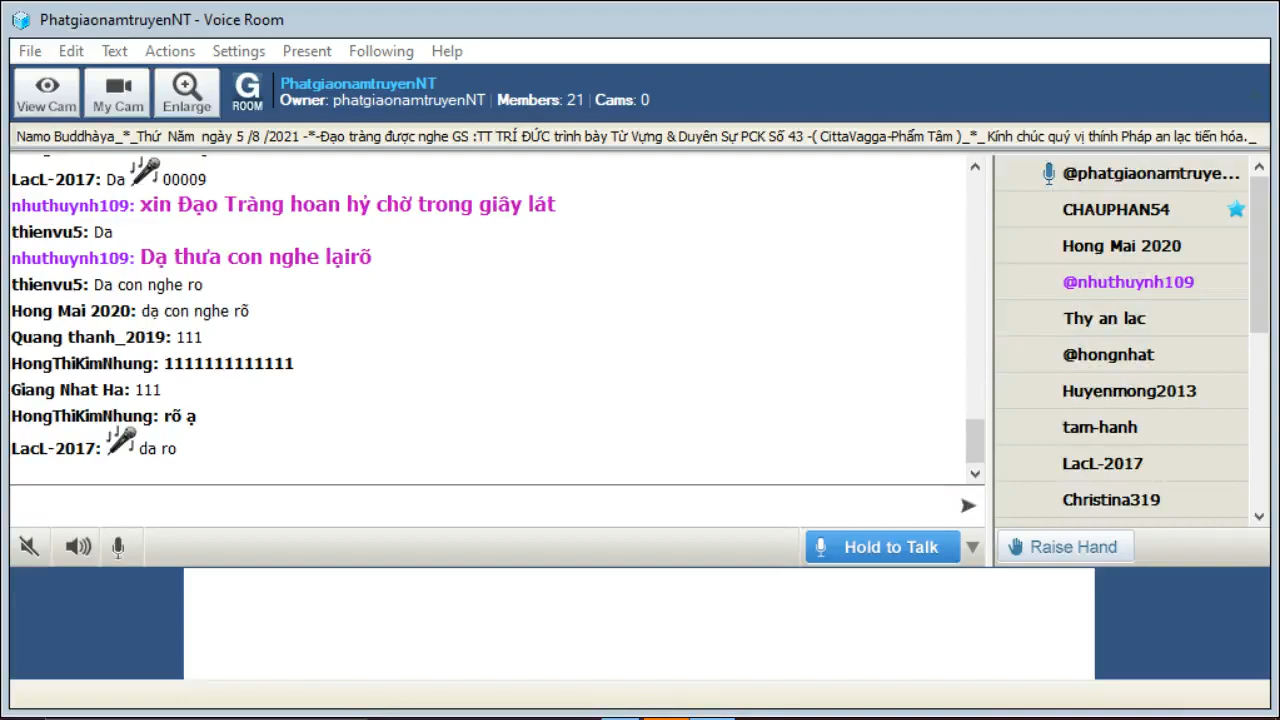 PhatgiaonamtruyenNT - Voice Room
File Edit Text Actions Settings Present Following Help
View Cam My Cam Enlarge G ROOM
PhatgiaonamtruyenNT
Owner: phatgiaonamtruyenNT | Members: 21 | Cams: 0
Namo Buddhàya_*_Thứ Năm ngày 5 /8 /2021 -*-Đạo tràng được nghe GS :TT TRÍ ĐỨC trình bày Từ Vựng & Duyên Sự PCK Số 43 -( CittaVagga-Phẩm Tâm )_*_ Kính chúc quý vị thính Pháp an lạc tiến hóa._
LacL-2017: Da 00009
nhuthuynh109: xin Đạo Tràng hoan hỷ chờ trong giây lát
thienvu5: Da
nhuthuynh109: Dạ thưa con nghe lạirõ
thienvu5: Da con nghe ro
Hong Mai 2020: dạ con nghe rõ
Quang thanh_2019: 111
HongThiKimNhung: 1111111111111
Giang Nhat Ha: 111
HongThiKimNhung: rõ ạ
LacL-2017: da ro
@phatgiaonamtruye...
CHAUPHAN54
Hong Mai 2020
@nhuthuynh109
Thy an lac
@hongnhat
Huyenmong2013
tam-hanh
LacL-2017
Christina319
Hold to Talk
Raise Hand